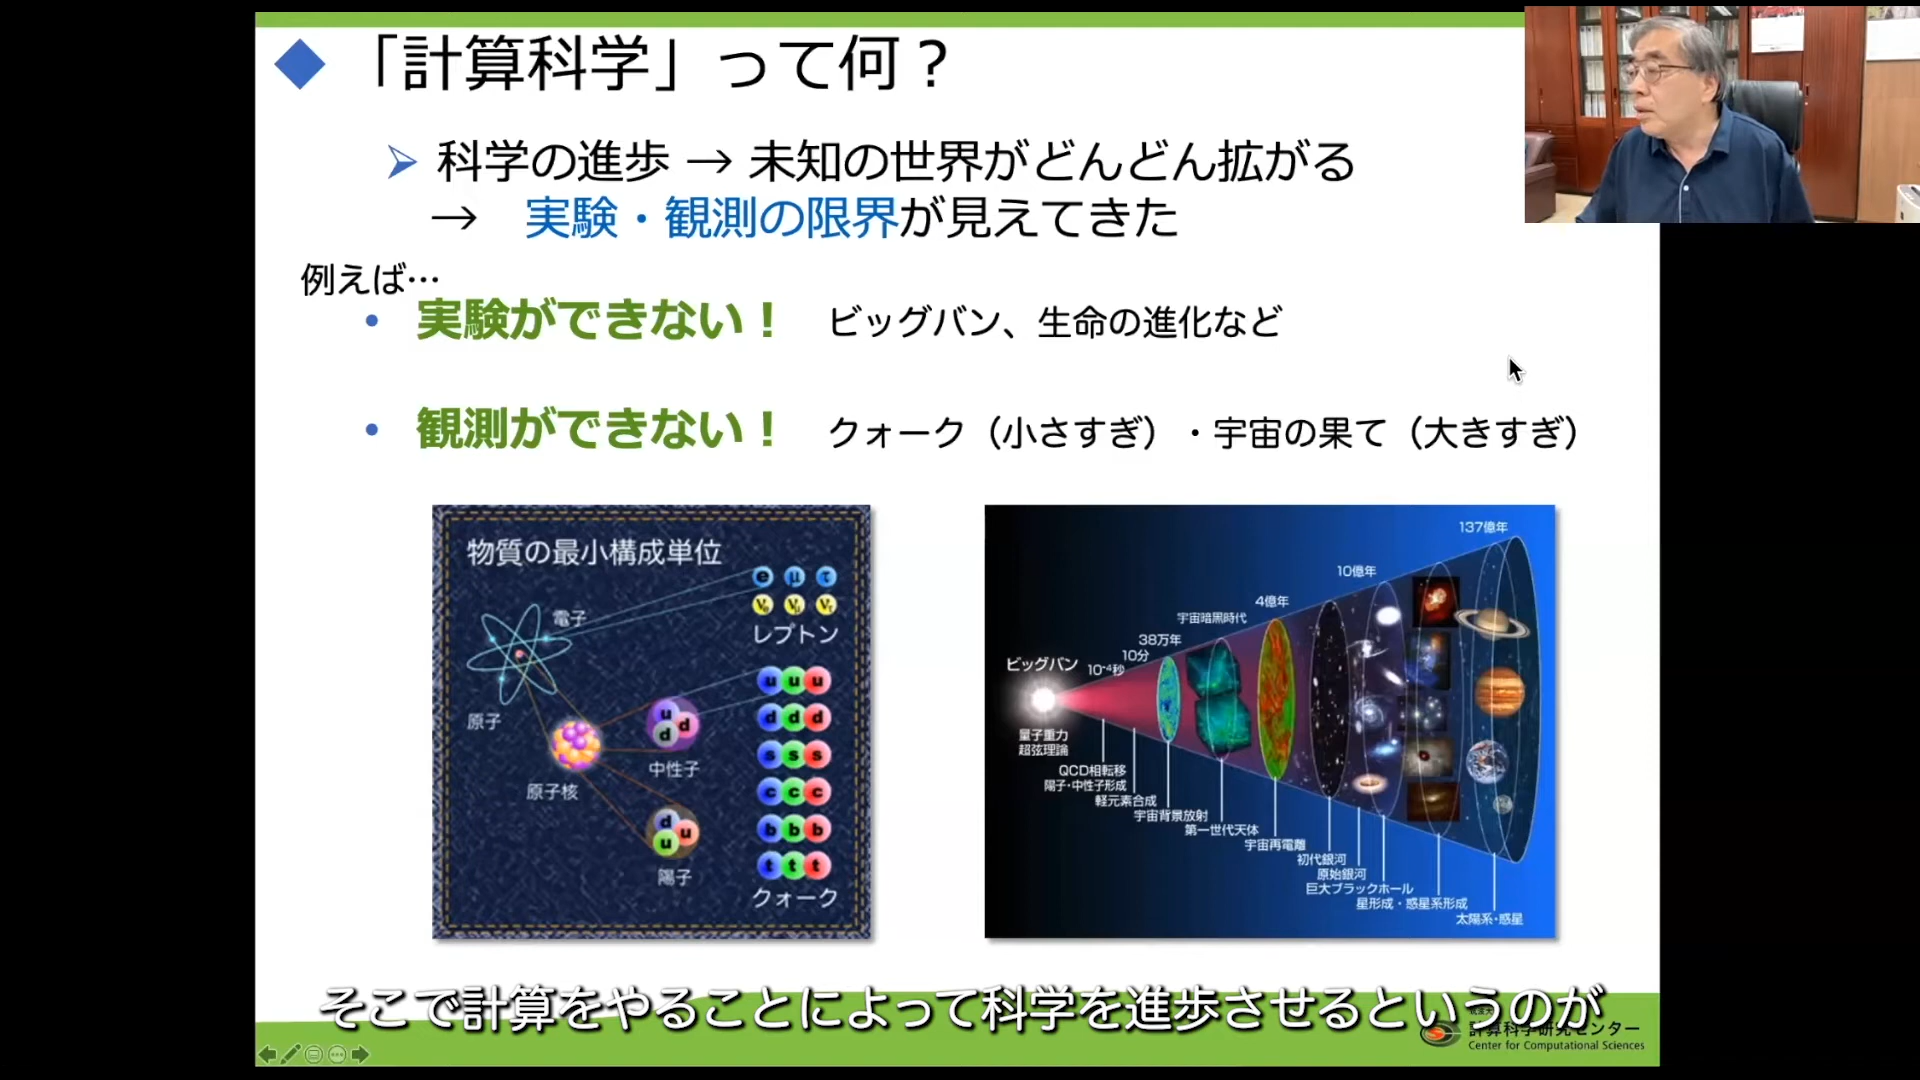 「計算科学」って何？
科学の進歩 → 未知の世界がどんどん拡がる
→ 実験・観測の限界が見えてきた
例えば…
• 実験ができない！ ビッグバン、生命の進化など
• 観測ができない！ クォーク（小さすぎ）・宇宙の果て（大きすぎ）
物質の最小構成単位
e μ τ
νe νμ ντ
レプトン
電子
原子
原子核
u d d
中性子
d u u
陽子
u u u
d d d
s s s
c c c
b b b
t t t
クォーク
137億年
10億年
4億年
宇宙暗黒時代
38万年
10分
10⁻⁴秒
ビッグバン
量子重力
超弦理論
QCD相転移
陽子・中性子形成
軽元素合成
宇宙背景放射
第一世代天体
宇宙再電離
初代銀河
原始銀河
巨大ブラックホール
星形成・惑星系形成
太陽系・惑星
そこで計算をやることによって科学を進歩させるというのが
計算科学研究センター
Center for Computational Sciences